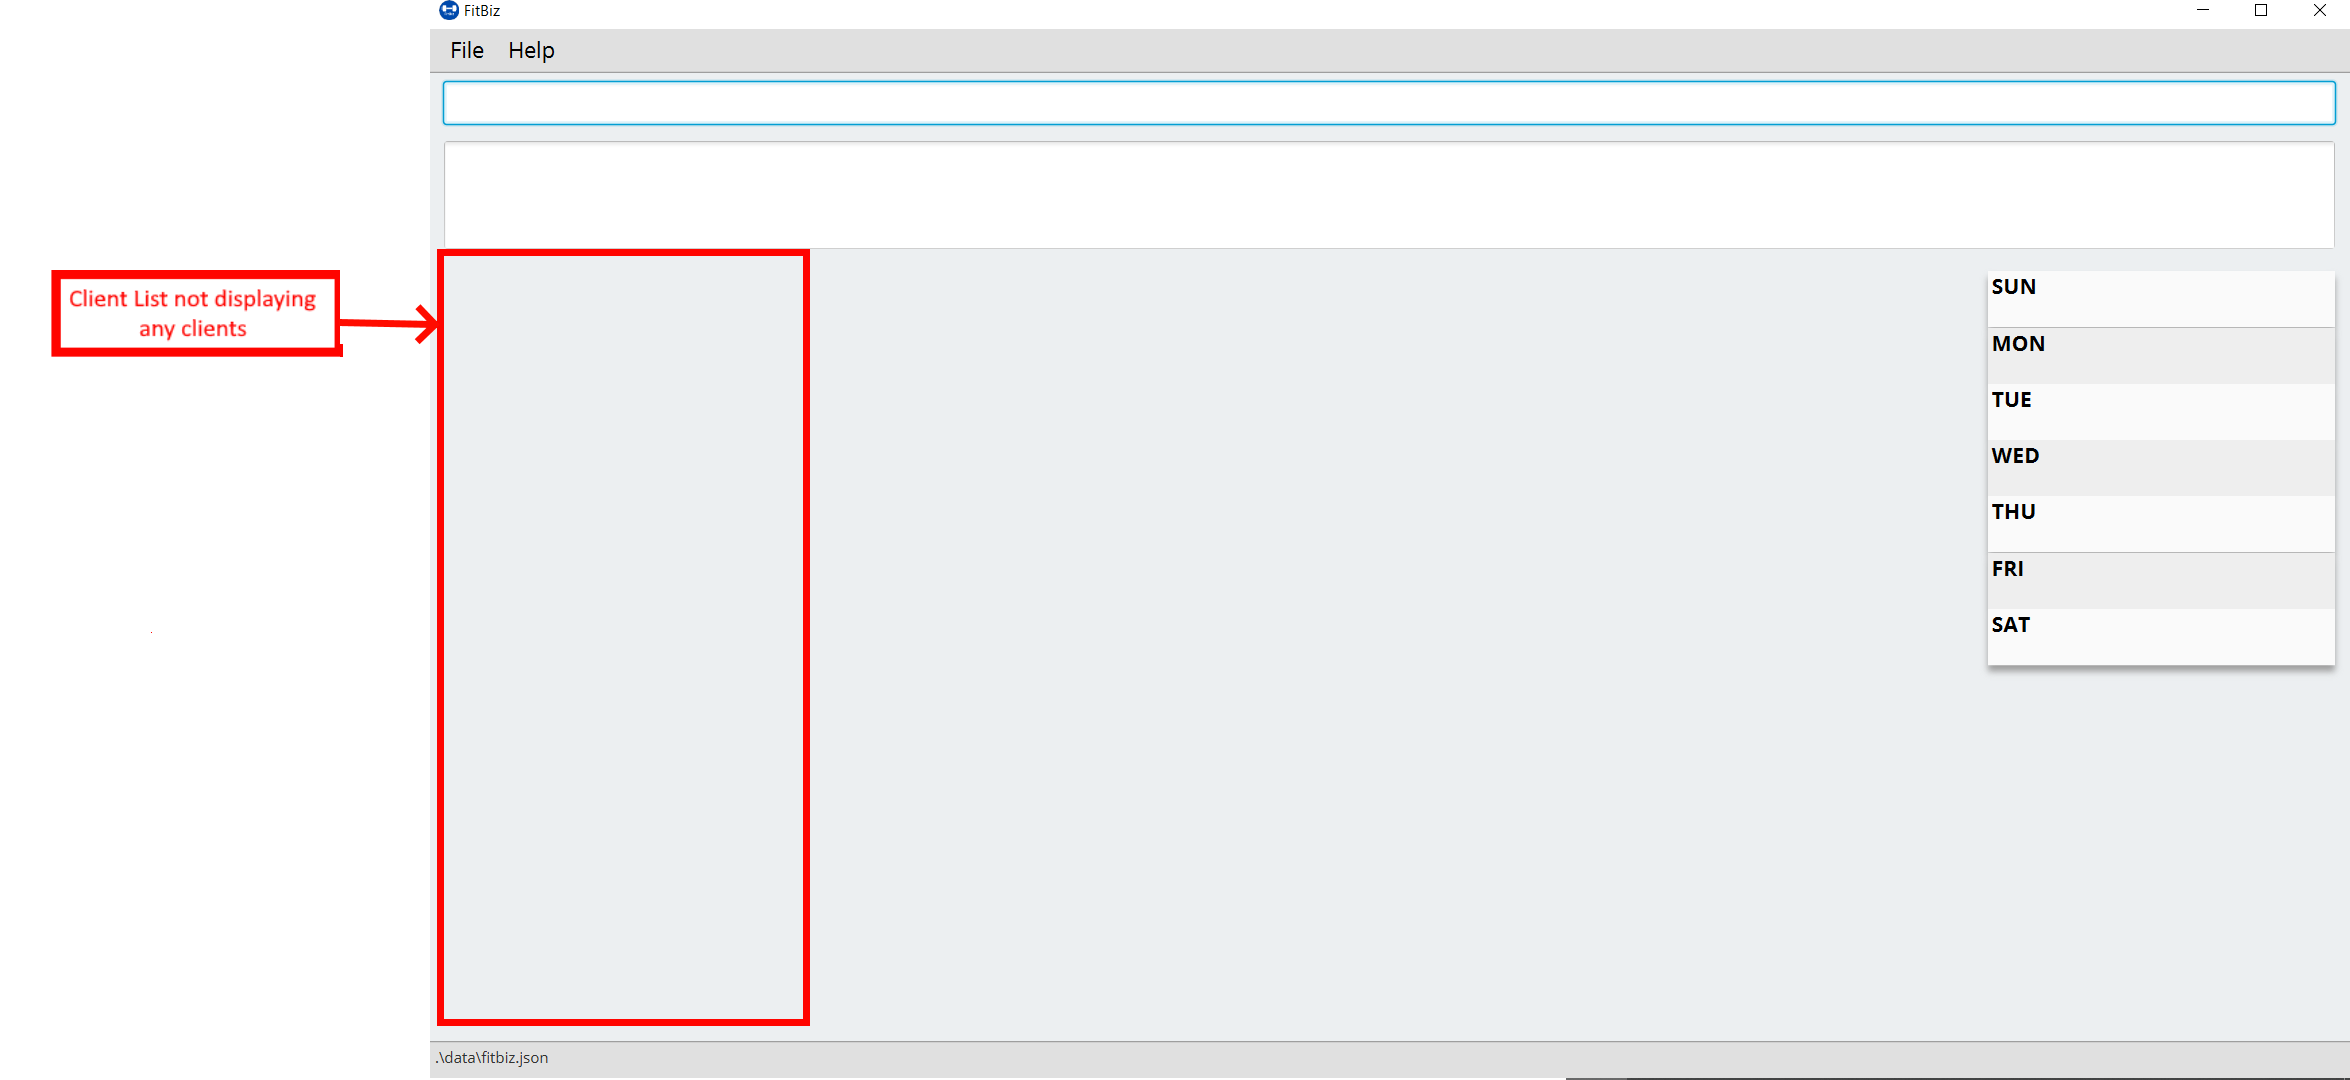 FitBiz
File Help
Client List not displaying
any clients
SUN
MON
TUE
WED
THU
FRI
SAT
.\data\fitbiz.json